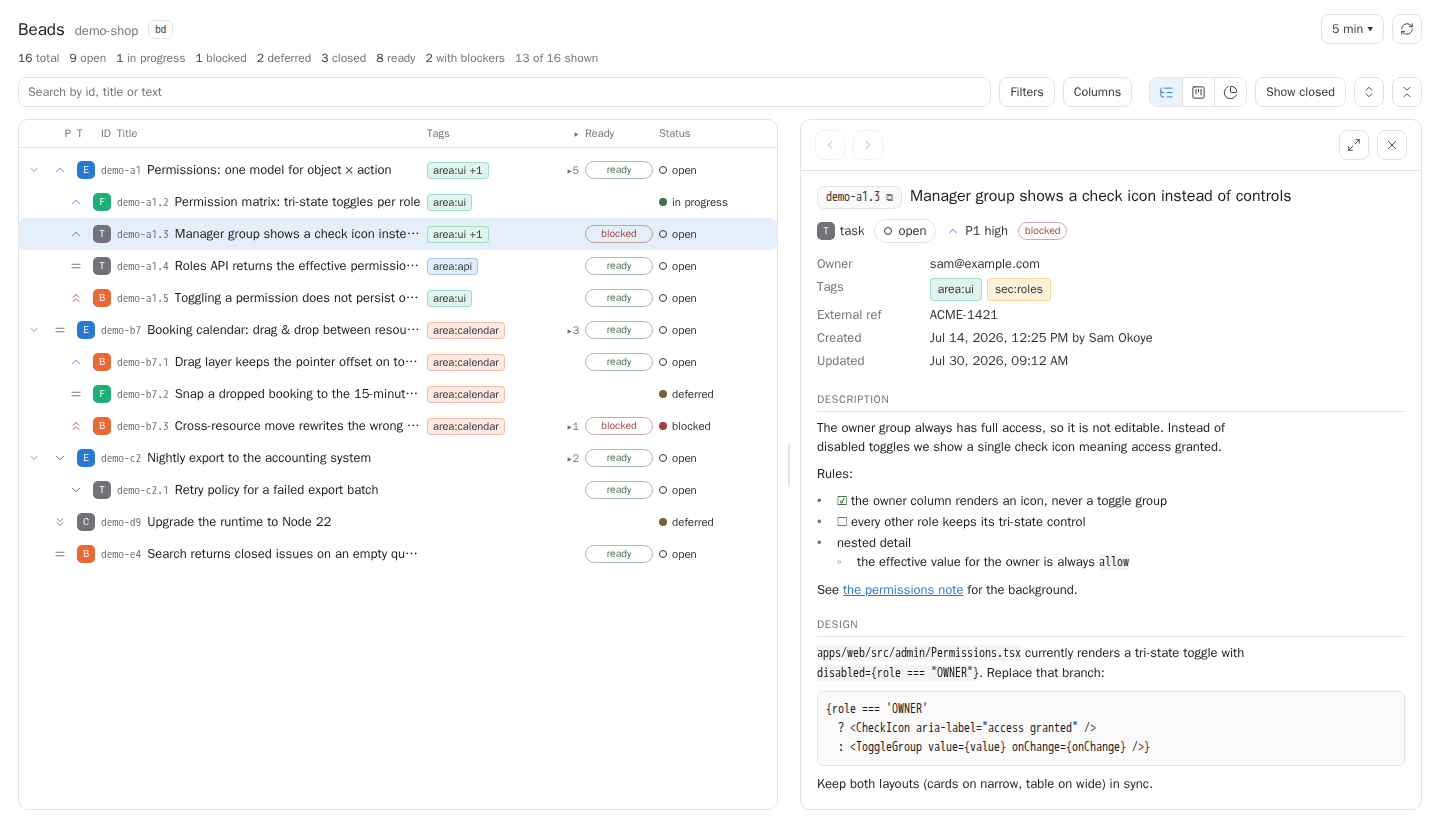 Beads demo-shop bd 5 min ▾
16 total 9 open 1 in progress 1 blocked 2 deferred 3 closed 8 ready 2 with blockers 13 of 16 shown
Search by id, title or text Filters Columns Show closed
P T ID Title Tags ▸ Ready Status
E demo-a1 Permissions: one model for object × action area:ui +1 ▸5 ready open
F demo-a1.2 Permission matrix: tri-state toggles per role area:ui in progress
T demo-a1.3 Manager group shows a check icon inste··· area:ui +1 blocked open
T demo-a1.4 Roles API returns the effective permissio··· area:api ready open
B demo-a1.5 Toggling a permission does not persist o··· area:ui ready open
E demo-b7 Booking calendar: drag & drop between resou··· area:calendar ▸3 ready open
B demo-b7.1 Drag layer keeps the pointer offset on to··· area:calendar ready open
F demo-b7.2 Snap a dropped booking to the 15-minut··· area:calendar deferred
B demo-b7.3 Cross-resource move rewrites the wrong ··· area:calendar ▸1 blocked blocked
E demo-c2 Nightly export to the accounting system ▸2 ready open
T demo-c2.1 Retry policy for a failed export batch ready open
C demo-d9 Upgrade the runtime to Node 22 deferred
B demo-e4 Search returns closed issues on an empty qu··· ready open
demo-a1.3 ⧉ Manager group shows a check icon instead of controls
T task open P1 high blocked
Owner sam@example.com
Tags area:ui sec:roles
External ref ACME-1421
Created Jul 14, 2026, 12:25 PM by Sam Okoye
Updated Jul 30, 2026, 09:12 AM
DESCRIPTION
The owner group always has full access, so it is not editable. Instead of
disabled toggles we show a single check icon meaning access granted.
Rules:
• ☑ the owner column renders an icon, never a toggle group
• ☐ every other role keeps its tri-state control
• nested detail
◦ the effective value for the owner is always allow
See the permissions note for the background.
DESIGN
apps/web/src/admin/Permissions.tsx currently renders a tri-state toggle with
disabled={role === "OWNER"}. Replace that branch:
{role === 'OWNER'
? <CheckIcon aria-label="access granted" />
: <ToggleGroup value={value} onChange={onChange} />}
Keep both layouts (cards on narrow, table on wide) in sync.